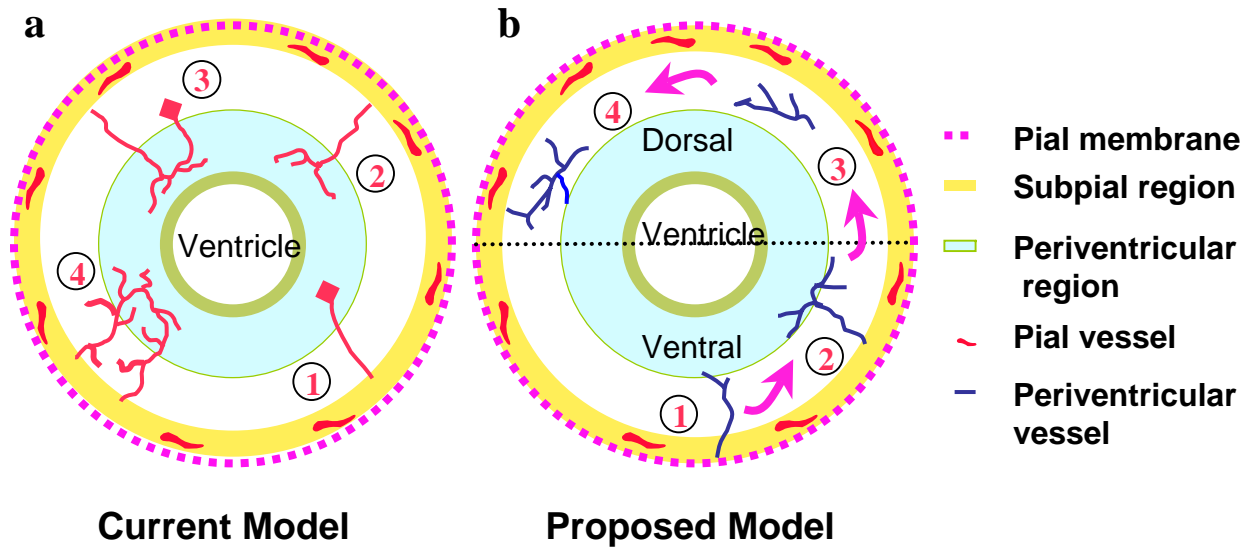 a
3
2
Ventricle
4
1
Current Model
b
4
Dorsal
3
Ventricle
Ventral
2
1
Proposed Model
Pial membrane
Subpial region
Periventricular
region
Pial vessel
Periventricular
vessel